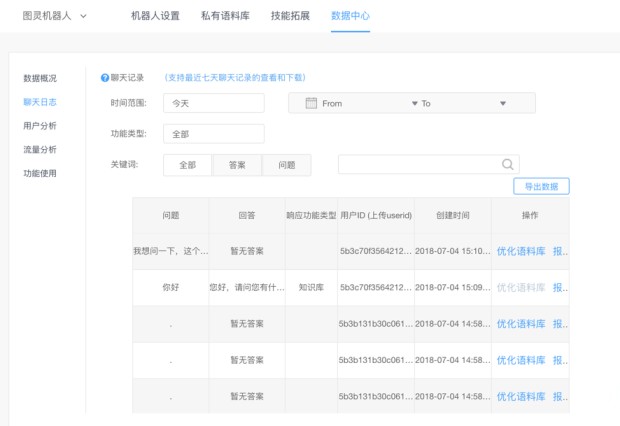 图灵机器人
机器人设置 私有语料库 技能拓展 数据中心
数据概况
聊天日志
用户分析
流量分析
功能使用
聊天记录 (支持最近七天聊天记录的查看和下载)
时间范围: 今天 From To
功能类型: 全部
关键词: 全部 答案 问题
导出数据
问题 回答 响应功能类型 用户ID (上传userid) 创建时间 操作
我想问一下，这个... 暂无答案 5b3c70f3564212... 2018-07-04 15:10... 优化语料库 报...
你好 您好，请问您有什... 知识库 5b3c70f3564212... 2018-07-04 15:09... 优化语料库 报...
. 暂无答案 5b3b131b30c061... 2018-07-04 14:58... 优化语料库 报...
. 暂无答案 5b3b131b30c061... 2018-07-04 14:58... 优化语料库 报...
. 暂无答案 5b3b131b30c061... 2018-07-04 14:58... 优化语料库 报...